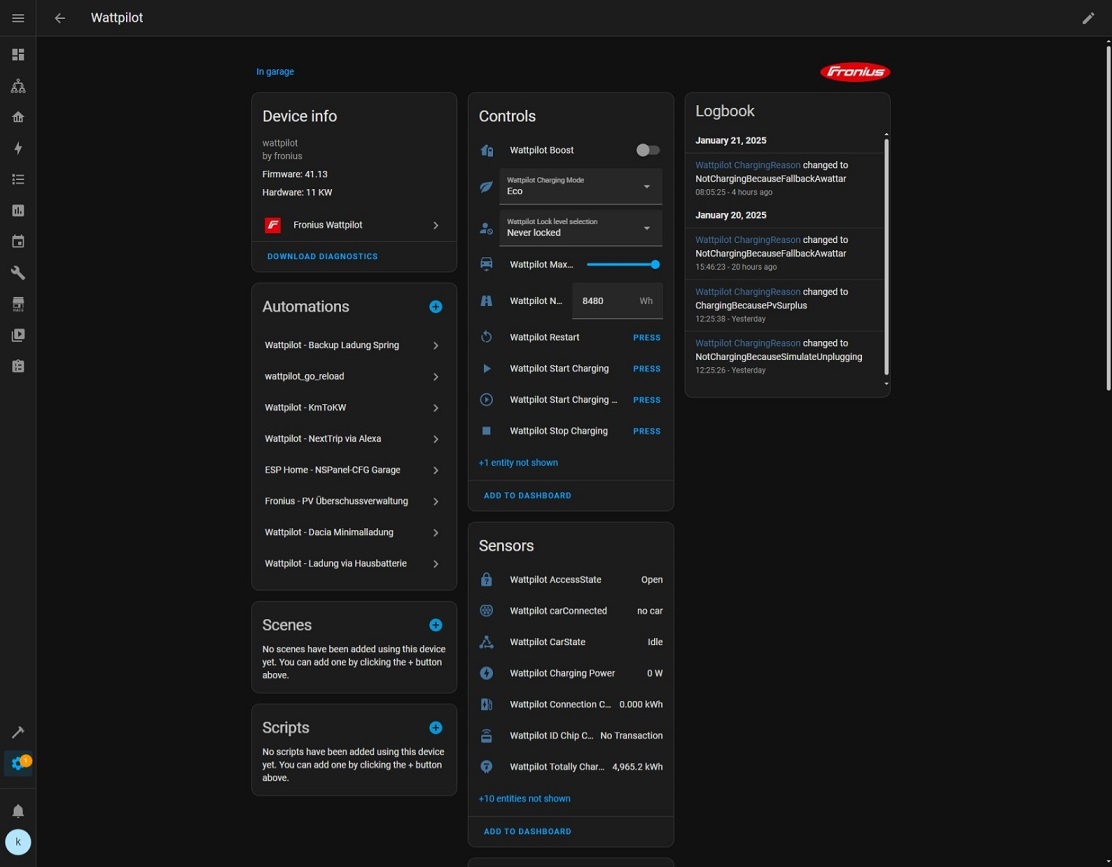 Wattpilot
In garage
Fronius
Device info
wattpilot
by fronius
Firmware: 41.13
Hardware: 11 KW
Fronius Wattpilot
DOWNLOAD DIAGNOSTICS
Automations
Wattpilot - Backup Ladung Spring
wattpilot_go_reload
Wattpilot - KmToKW
Wattpilot - NextTrip via Alexa
ESP Home - NSPanel-CFG Garage
Fronius - PV Überschussverwaltung
Wattpilot - Dacia Minimalladung
Wattpilot - Ladung via Hausbatterie
Scenes
No scenes have been added using this device
yet. You can add one by clicking the + button
above.
Scripts
No scripts have been added using this device
yet. You can add one by clicking the + button
above.
Controls
Wattpilot Boost
Wattpilot Charging Mode
Eco
Wattpilot Lock level selection
Never locked
Wattpilot Max...
Wattpilot N... 8480 Wh
Wattpilot Restart PRESS
Wattpilot Start Charging PRESS
Wattpilot Start Charging ... PRESS
Wattpilot Stop Charging PRESS
+1 entity not shown
ADD TO DASHBOARD
Sensors
Wattpilot AccessState Open
Wattpilot carConnected no car
Wattpilot CarState Idle
Wattpilot Charging Power 0 W
Wattpilot Connection C... 0.000 kWh
Wattpilot ID Chip C... No Transaction
Wattpilot Totally Char... 4,965.2 kWh
+10 entities not shown
ADD TO DASHBOARD
Logbook
January 21, 2025
Wattpilot ChargingReason changed to
NotChargingBecauseFallbackAwattar
08:05:25 - 4 hours ago
January 20, 2025
Wattpilot ChargingReason changed to
NotChargingBecauseFallbackAwattar
15:46:23 - 20 hours ago
Wattpilot ChargingReason changed to
ChargingBecausePvSurplus
12:25:38 - Yesterday
Wattpilot ChargingReason changed to
NotChargingBecauseSimulateUnplugging
12:25:26 - Yesterday
1
k